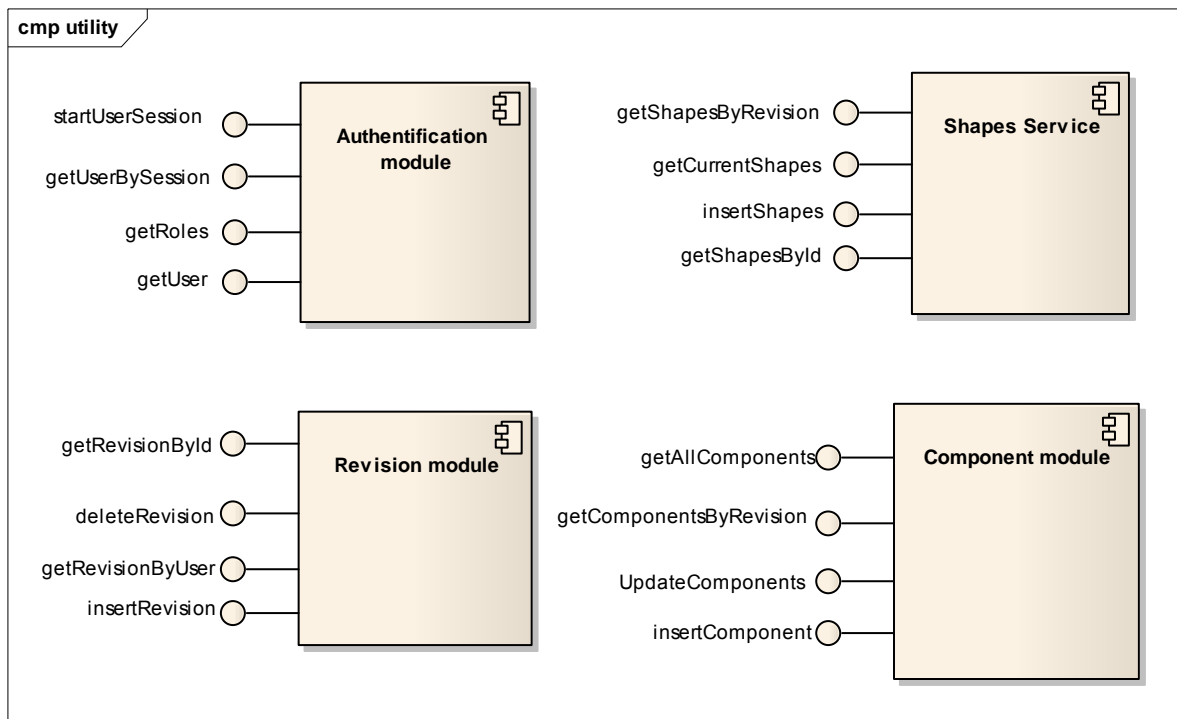 cmp utility
startUserSession
getUserBySession
getRoles
getUser
Authentification
module
getShapesByRevision
getCurrentShapes
insertShapes
getShapesById
Shapes Service
getRevisionById
deleteRevision
getRevisionByUser
insertRevision
Revision module
getAllComponents
getComponentsByRevision
UpdateComponents
insertComponent
Component module